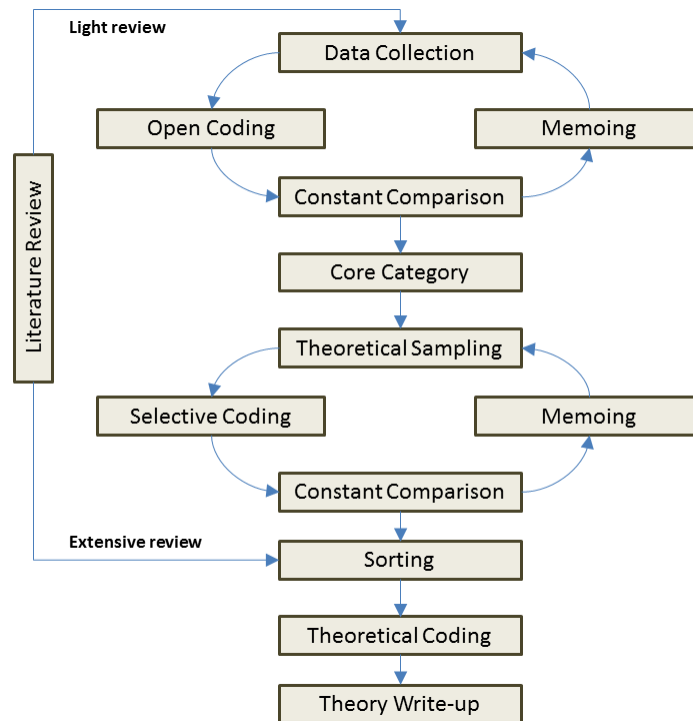 Light review
Data Collection
Open Coding
Memoing
Literature Review
Constant Comparison
Core Category
Theoretical Sampling
Selective Coding
Memoing
Constant Comparison
Extensive review
Sorting
Theoretical Coding
Theory Write-up